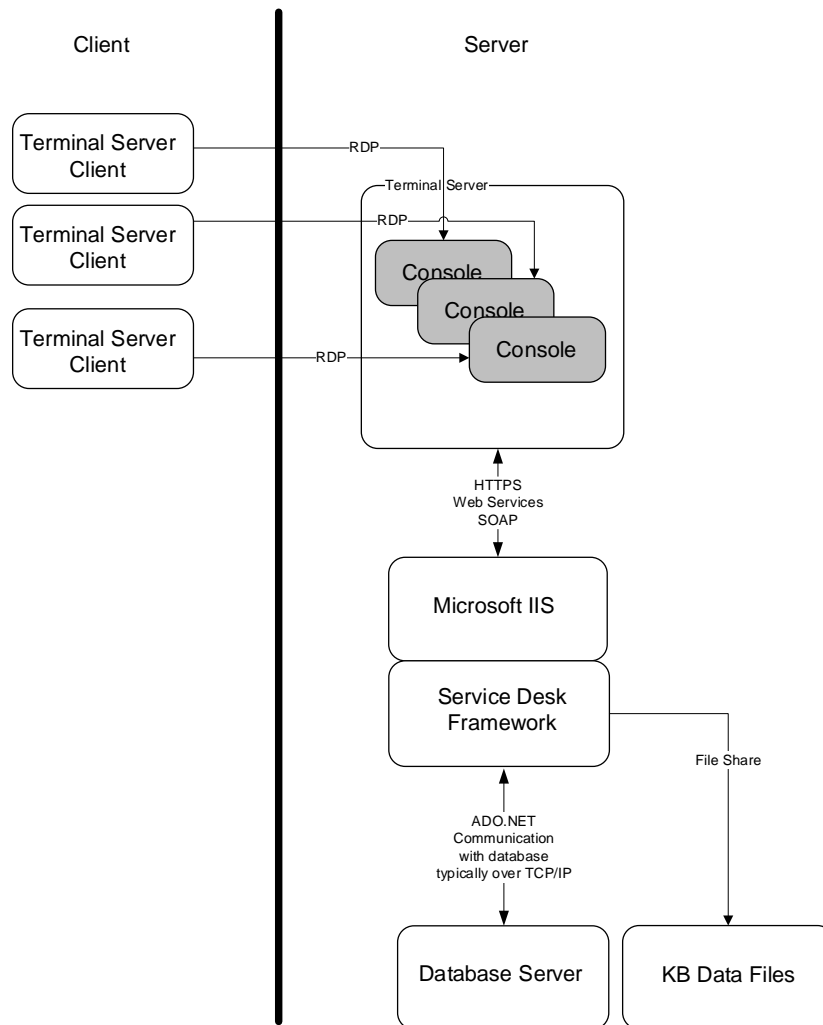 Client
Server
Terminal Server
Client
RDP
Terminal Server
Terminal Server
Client
RDP
Console
Console
Console
Terminal Server
Client
RDP
HTTPS
Web Services
SOAP
Microsoft IIS
Service Desk
Framework
File Share
ADO.NET
Communication
with database
typically over TCP/IP
Database Server
KB Data Files